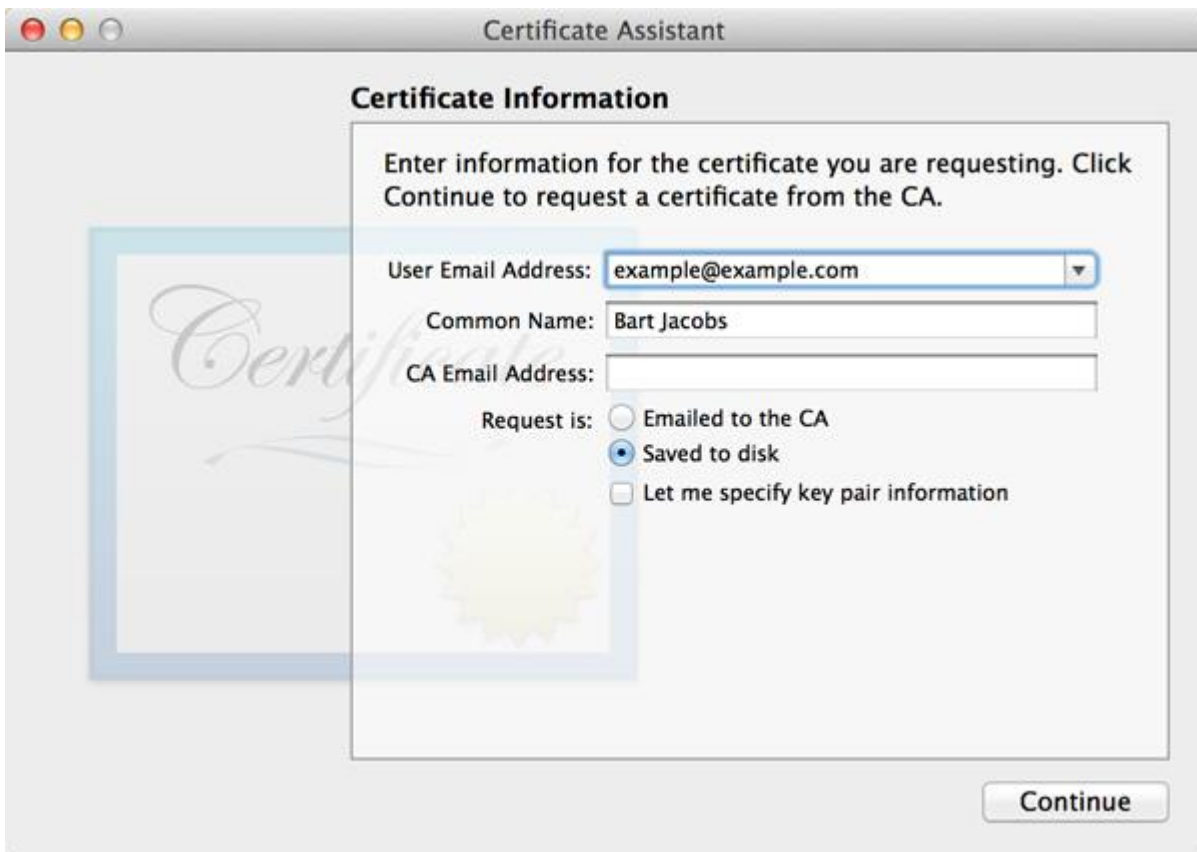 Certificate Assistant
Certificate Information
Enter information for the certificate you are requesting. Click
Continue to request a certificate from the CA.
User Email Address: example@example.com
Common Name: Bart Jacobs
CA Email Address:
Request is: Emailed to the CA
Saved to disk
Let me specify key pair information
Certificate
Continue